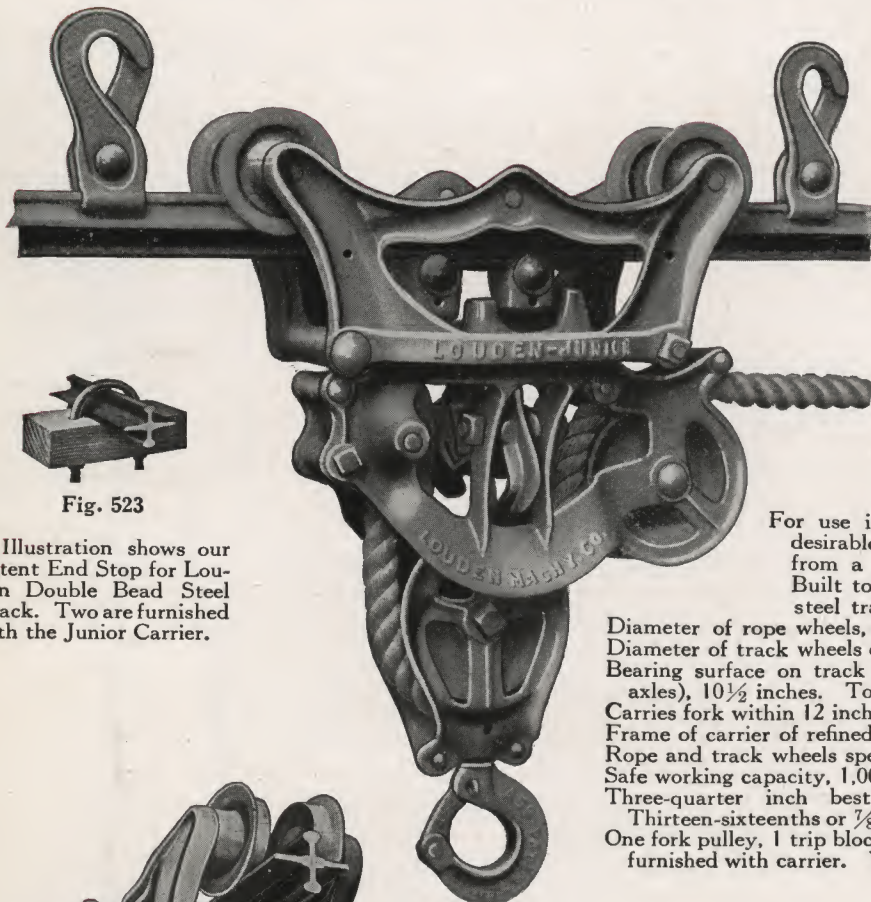 LOUDEN-JUNIOR
LOUDEN MACHY. CO.
Fig. 523
Illustration shows our
tent End Stop for Lou-
n Double Bead Steel
ack. Two are furnished
th the Junior Carrier.
For use i
desirable
from a
Built to
steel tra
Diameter of rope wheels,
Diameter of track wheels
Bearing surface on track
axles), 10½ inches. To
Carries fork within 12 inch
Frame of carrier of refined
Rope and track wheels spe
Safe working capacity, 1,00
Three-quarter inch best
Thirteen-sixteenths or ⅞
One fork pulley, 1 trip bloc
furnished with carrier.